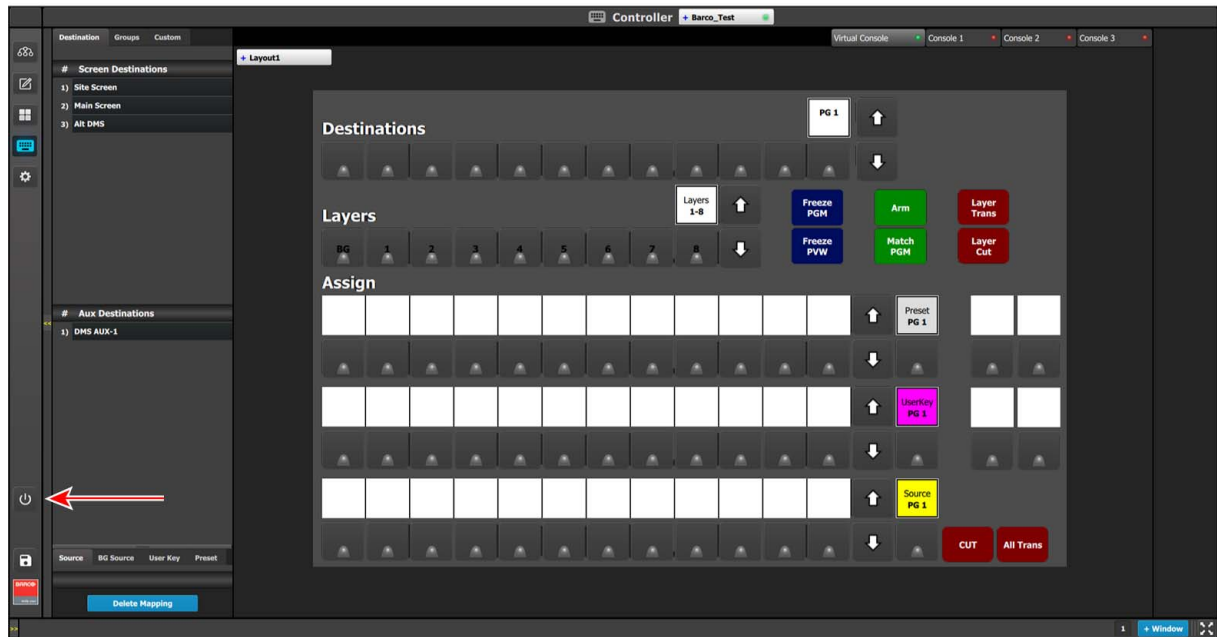 Controller + Barco_Test
Destination Groups Custom
Virtual Console Console 1 Console 2 Console 3
+ Layout1
# Screen Destinations
1) Site Screen
2) Main Screen
3) Alt DMS
PG 1
Destinations
Layers
1-8
Freeze
PGM
Arm
Layer
Trans
Layers
BG 1 2 3 4 5 6 7 8
Freeze
PVW
Match
PGM
Layer
Cut
Assign
# Aux Destinations
1) DMS AUX-1
Preset
PG 1
UserKey
PG 1
Source
PG 1
CUT All Trans
Source BG Source User Key Preset
BARCO
Delete Mapping
<<
>>
1 + Window